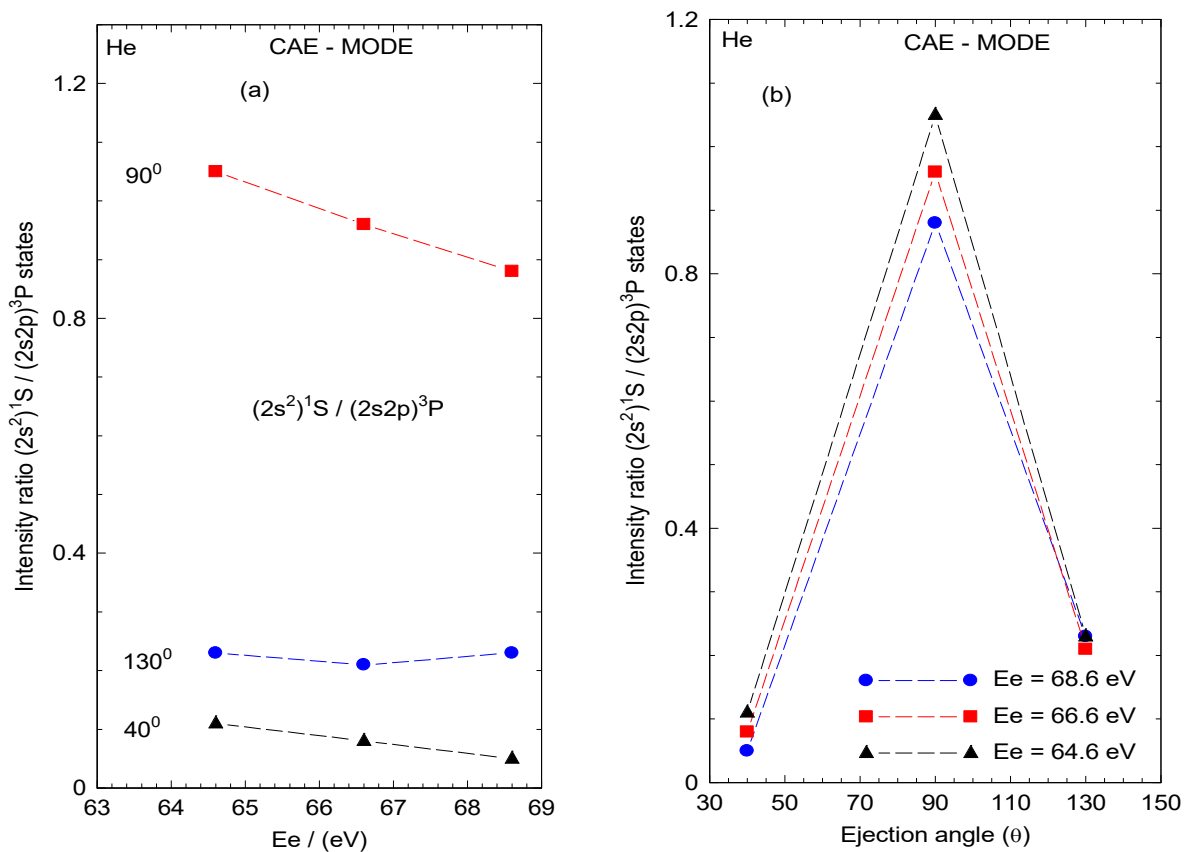 He CAE - MODE
(a)
1.2
90⁰
0.8
(2s²)¹S / (2s2p)³P
0.4
130⁰
40⁰
0
63 64 65 66 67 68 69
Ee / (eV)
Intensity ratio (2s²)¹S / (2s2p)³P states
He CAE - MODE
(b)
1.2
0.8
0.4
0
Ee = 68.6 eV
Ee = 66.6 eV
Ee = 64.6 eV
30 50 70 90 110 130 150
Ejection angle (θ)
Intensity ratio (2s²)¹S / (2s2p)³P states